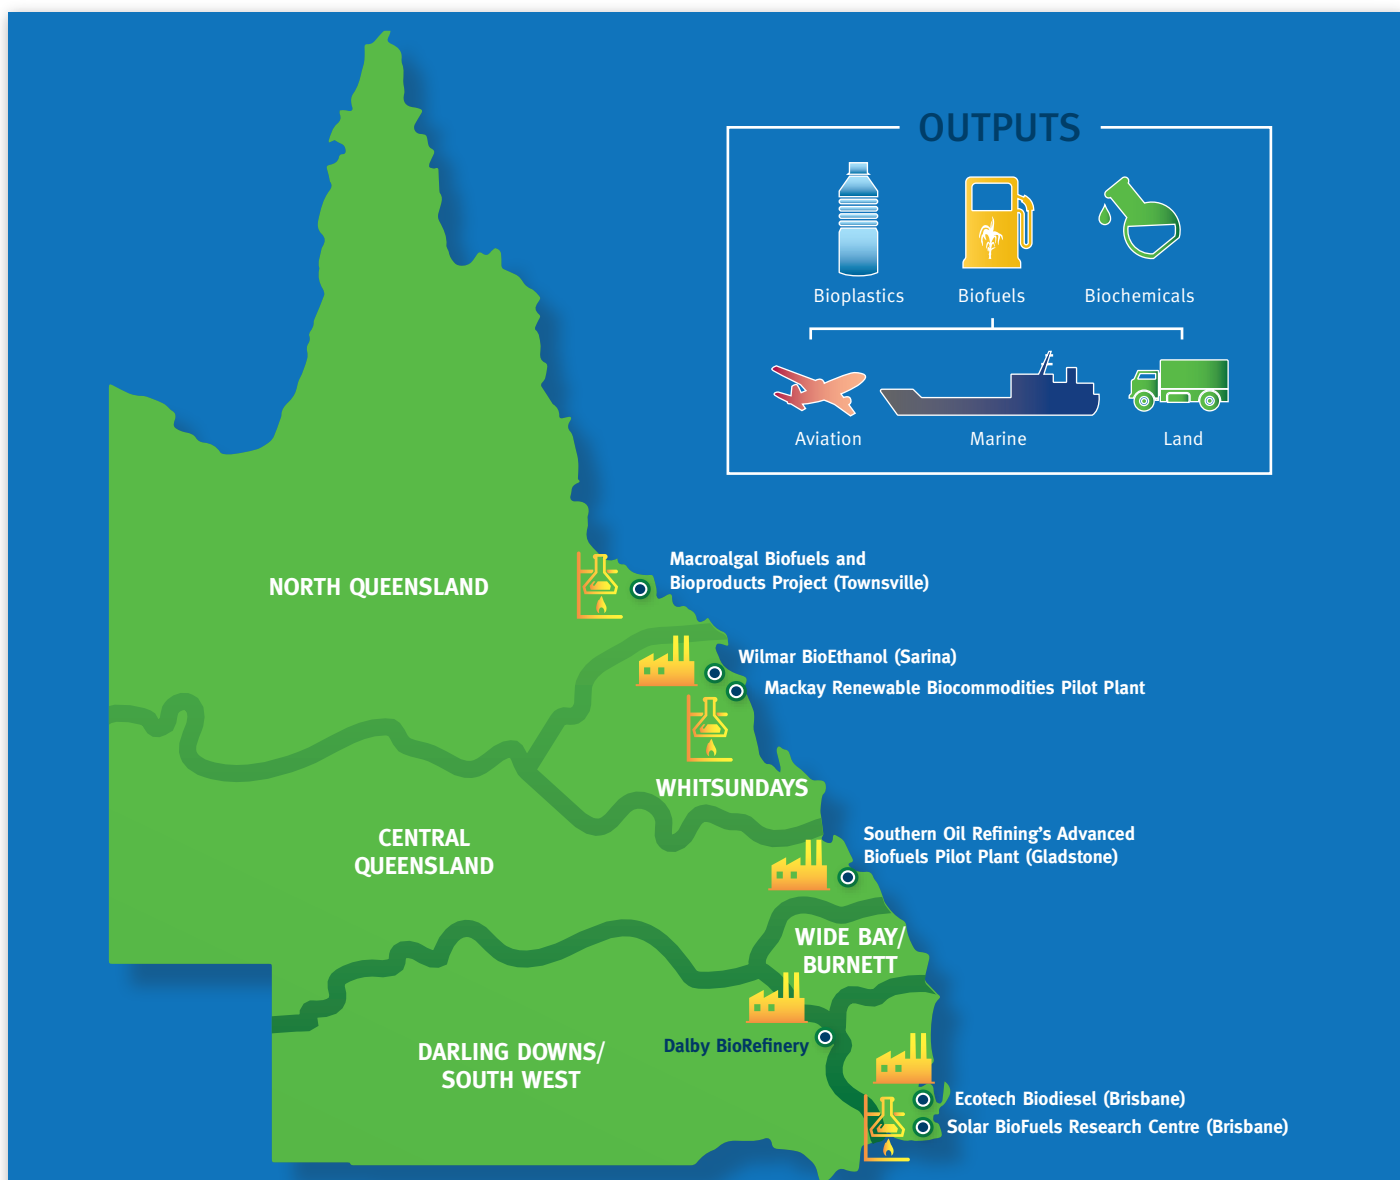 OUTPUTS
Bioplastics
Biofuels
Biochemicals
Aviation
Marine
Land
Macroalgal Biofuels and
Bioproducts Project (Townsville)
NORTH QUEENSLAND
Wilmar BioEthanol (Sarina)
Mackay Renewable Biocommodities Pilot Plant
WHITSUNDAYS
CENTRAL
QUEENSLAND
Southern Oil Refining's Advanced
Biofuels Pilot Plant (Gladstone)
WIDE BAY/
BURNETT
Dalby BioRefinery
DARLING DOWNS/
SOUTH WEST
Ecotech Biodiesel (Brisbane)
Solar BioFuels Research Centre (Brisbane)